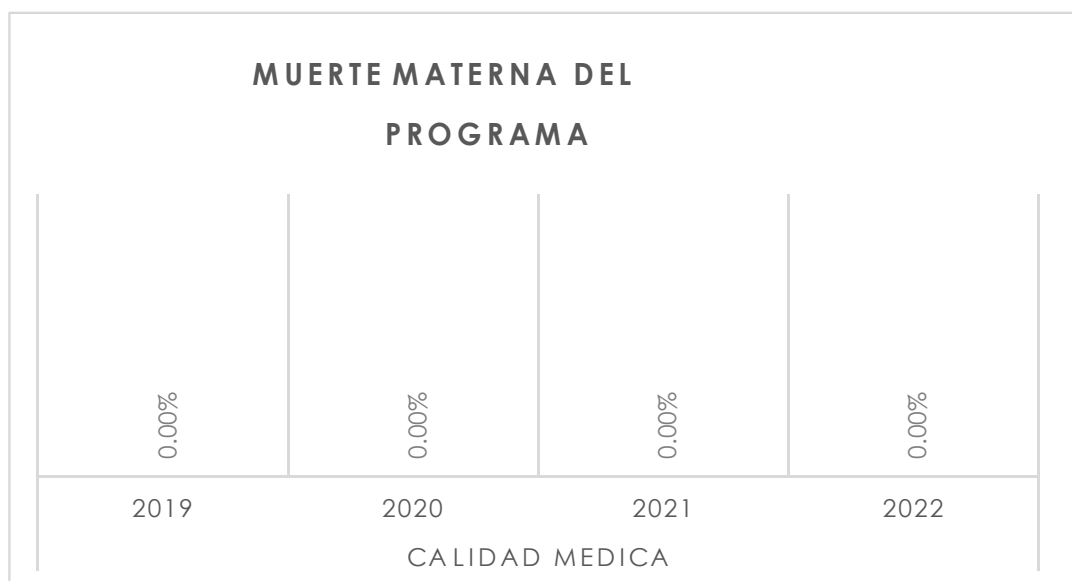 MUERTE MATERNA DEL
PROGRAMA
0.00% 0.00% 0.00% 0.00%
2019 2020 2021 2022
CALIDAD MEDICA